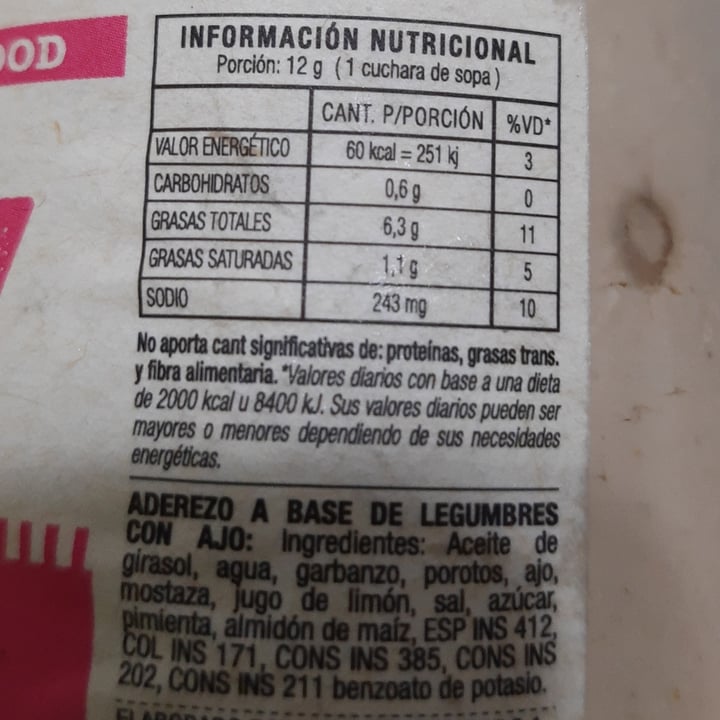 OOD
INFORMACIÓN NUTRICIONAL
Porción: 12 g (1 cuchara de sopa)
CANT. P/PORCIÓN %VD*
VALOR ENERGÉTICO 60 kcal = 251 kj 3
CARBOHIDRATOS 0,6 g 0
GRASAS TOTALES 6,3 g 11
GRASAS SATURADAS 1,1 g 5
SODIO 243 mg 10
No aporta cant significativas de: proteínas, grasas trans.
y fibra alimentaria. *Valores diarios con base a una dieta
de 2000 kcal u 8400 kJ. Sus valores diarios pueden ser
mayores o menores dependiendo de sus necesidades
energéticas.
ADEREZO A BASE DE LEGUMBRES
CON AJO: Ingredientes: Aceite de
girasol, agua, garbanzo, porotos, ajo,
mostaza, jugo de limón, sal, azúcar,
pimienta, almidón de maíz, ESP INS 412,
COL INS 171, CONS INS 385, CONS INS
202, CONS INS 211 benzoato de potasio.